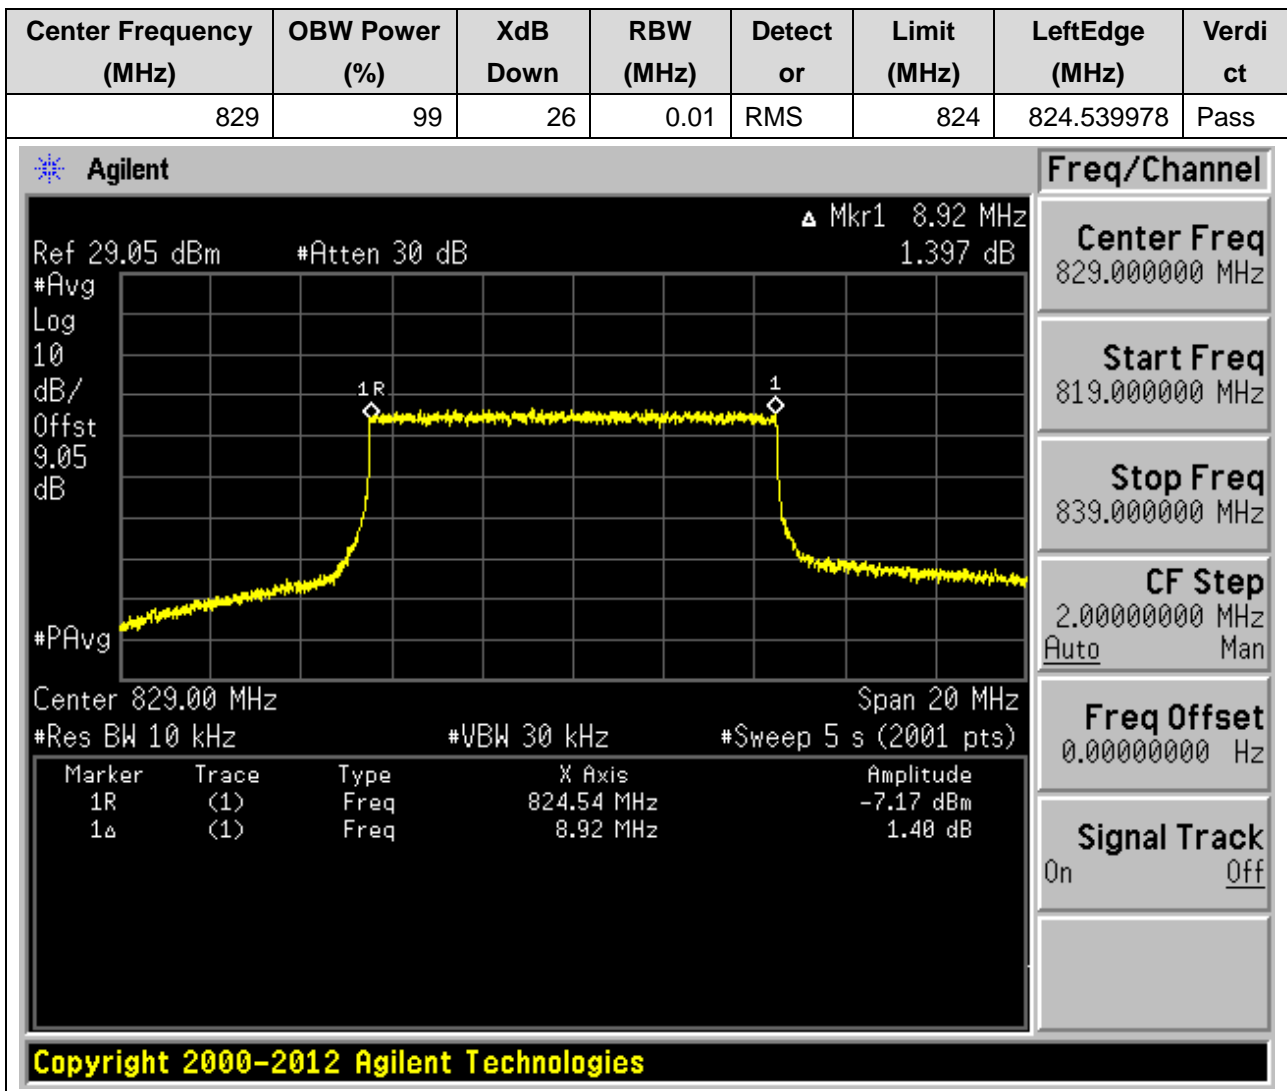 Center Frequency OBW Power XdB RBW Detect Limit LeftEdge Verdi
(MHz) (%) Down (MHz) or (MHz) (MHz) ct
829 99 26 0.01 RMS 824 824.539978 Pass
Agilent
Freq/Channel
Δ Mkr1 8.92 MHz
Ref 29.05 dBm #Atten 30 dB 1.397 dB
#Avg
Log
10
dB/
Offst
9.05
dB
1R
1
#PAvg
Center 829.00 MHz Span 20 MHz
#Res BW 10 kHz #VBW 30 kHz #Sweep 5 s (2001 pts)
Marker Trace Type X Axis Amplitude
1R (1) Freq 824.54 MHz -7.17 dBm
1Δ (1) Freq 8.92 MHz 1.40 dB
Center Freq
829.000000 MHz
Start Freq
819.000000 MHz
Stop Freq
839.000000 MHz
CF Step
2.00000000 MHz
Auto Man
Freq Offset
0.00000000 Hz
Signal Track
On Off
Copyright 2000-2012 Agilent Technologies